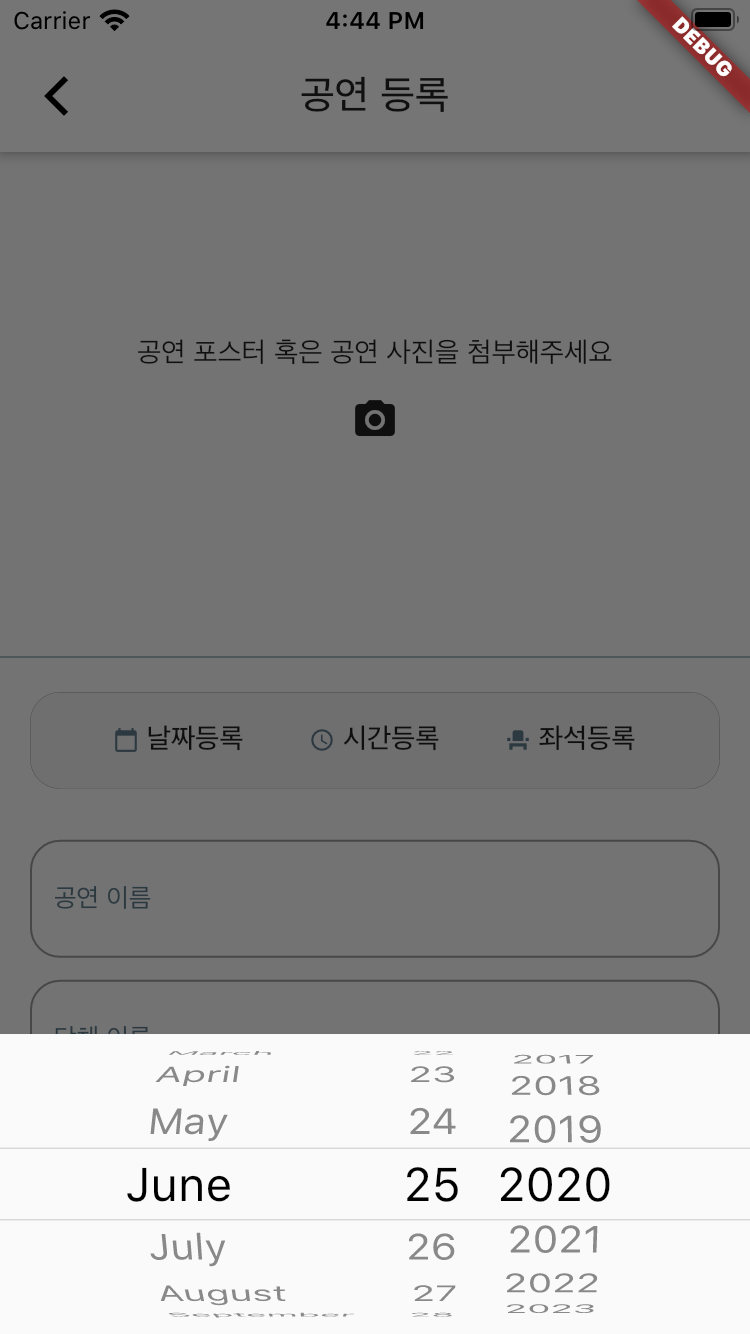 Carrier 4:44 PM
DEBUG
공연 등록
공연 포스터 혹은 공연 사진을 첨부해주세요
날짜등록 시간등록 좌석등록
공연 이름
단체 이름
March 22 2017
April 23 2018
May 24 2019
June 25 2020
July 26 2021
August 27 2022
September 28 2023